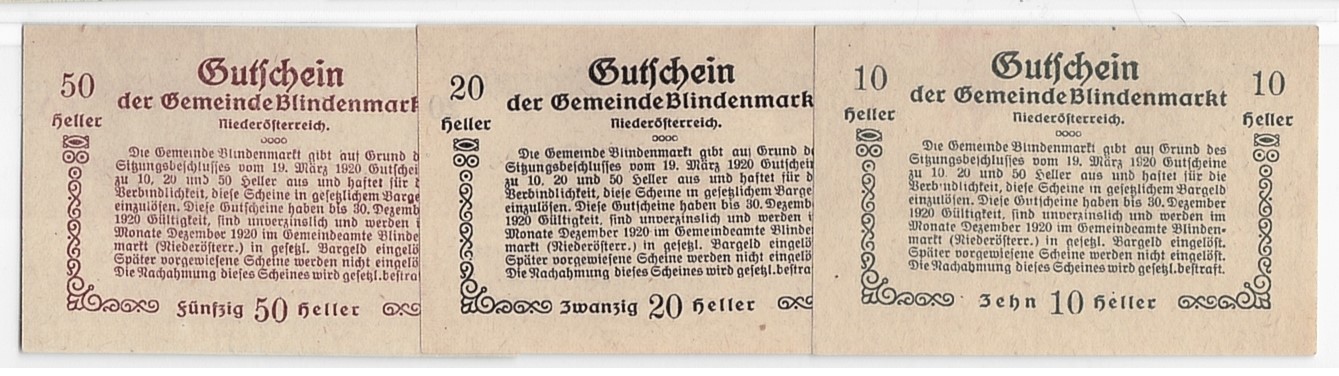 50
Heller
Gutschein
der Gemeinde Blindenmark
Niederösterreich.
Die Gemeinde Blindenmarkt gibt auf Grund d
Sitzungsbeschlusses vom 19. März 1920 Gutschei
zu 10, 20 und 50 Heller aus und haftet für d
Verbindlichkeit, diese Scheine in gesetzlichem Barge
einzulösen. Diese Gutscheine haben bis 30. Dezemb
1920 Gültigkeit, sind unverzinslich und werden i
Monate Dezember 1920 im Gemeindeamte Blinde
markt (Niederösterr.) in gesetzl. Bargeld eingelö
Später vorgewiesene Scheine werden nicht eingelö
Die Nachahmung dieses Scheines wird gesetzl. bestra
Fünfzig 50 Heller
20
Heller
Gutschein
der Gemeinde Blindenmark
Niederösterreich.
Die Gemeinde Blindenmarkt gibt auf Grund de
Sitzungsbeschlusses vom 19. März 1920 Gutschein
zu 10, 20 und 50 Heller aus und haftet für d
Verbindlichkeit, diese Scheine in gesetzlichem Barge
einzulösen. Diese Gutscheine haben bis 30. Dezemb
1920 Gültigkeit, sind unverzinslich und werden i
Monate Dezember 1920 im Gemeindeamte Blinde
markt (Niederösterr.) in gesetzl. Bargeld eingelö
Später vorgewiesene Scheine werden nicht eingelö
Die Nachahmung dieses Scheines wird gesetzl. bestra
Zwanzig 20 Heller
10
Heller
Gutschein
der Gemeinde Blindenmarkt
Niederösterreich.
10
Heller
Die Gemeinde Blindenmarkt gibt auf Grund des
Sitzungsbeschlusses vom 19. März 1920 Gutscheine
zu 10, 20 und 50 Heller aus und haftet für die
Verbindlichkeit, diese Scheine in gesetzlichem Bargeld
einzulösen. Diese Gutscheine haben bis 30. Dezember
1920 Gültigkeit, sind unverzinslich und werden im
Monate Dezember 1920 im Gemeindeamte Blinden-
markt (Niederösterr.) in gesetzl. Bargeld eingelöst.
Später vorgewiesene Scheine werden nicht eingelöst.
Die Nachahmung dieses Scheines wird gesetzl. bestraft.
Zehn 10 Heller